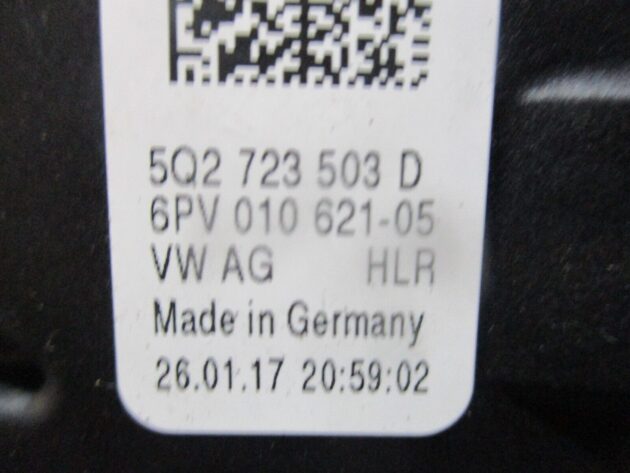 5Q2 723 503 D
6PV 010 621-05
VW AG HLR
Made in Germany
26.01.17 20:59:02